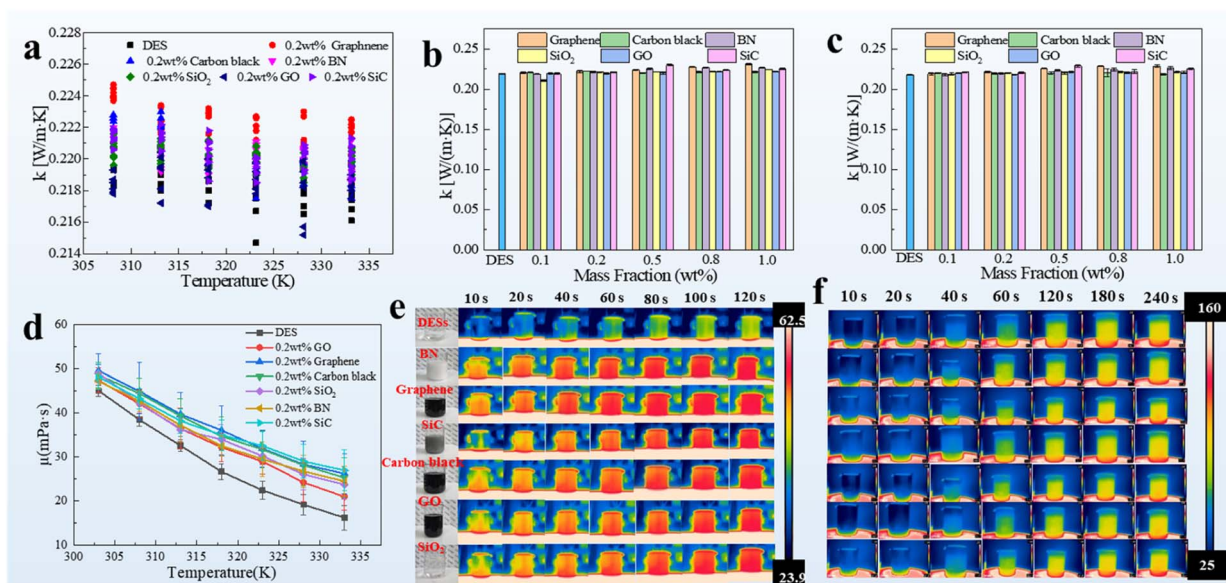 a
DES
0.2wt% Graphnene
0.2wt% Carbon black
0.2wt% BN
0.2wt% SiO₂
0.2wt% GO
0.2wt% SiC
k [W/m·K)
0.228
0.226
0.224
0.222
0.220
0.218
0.216
0.214
305 310 315 320 325 330 335
Temperature (K)
b
Graphene
Carbon black
BN
SiO₂
GO
SiC
k [W/(m·K)]
0.25
0.20
0.15
0.10
0.05
0.00
DES 0.1 0.2 0.5 0.8 1.0
Mass Fraction (wt%)
c
Graphene
Carbon black
BN
SiO₂
GO
SiC
k [W/(m·K)]
0.25
0.20
0.15
0.10
0.05
0.00
DES 0.1 0.2 0.5 0.8 1.0
Mass Fraction (wt%)
d
DES
0.2wt% GO
0.2wt% Graphene
0.2wt% Carbon black
0.2wt% SiO₂
0.2wt% BN
0.2wt% SiC
μ(mPa·s)
60
50
40
30
20
10
300 305 310 315 320 325 330 335
Temperature(K)
e
10 s 20 s 40 s 60 s 80 s 100 s 120 s
DESs
BN
Graphene
SiC
Carbon black
GO
SiO₂
62.5
23.9
f
10 s 20 s 40 s 60 s 120 s 180 s 240 s
160
25